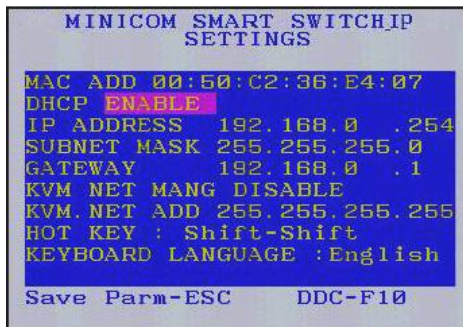 MINICOM SMART SWITCH_IP
SETTINGS
MAC ADD 00:50:C2:36:E4:07
DHCP ENABLE
IP ADDRESS 192.168.0 .254
SUBNET MASK 255.255.255.0
GATEWAY 192.168.0 .1
KVM NET MANG DISABLE
KVM.NET ADD 255.255.255.255
HOT KEY : Shift-Shift
KEYBOARD LANGUAGE :English
Save Parm-ESC DDC-F10